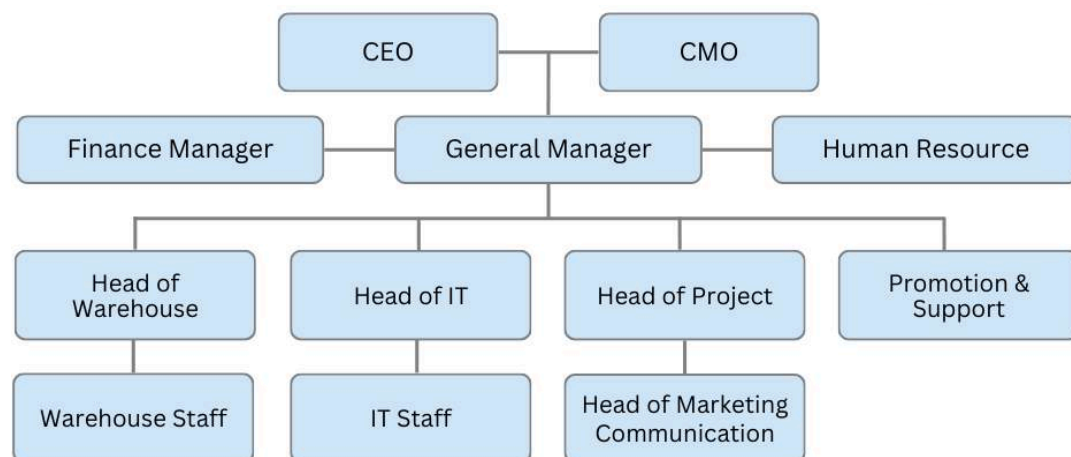 CEO
CMO
Finance Manager
General Manager
Human Resource
Head of
Warehouse
Head of IT
Head of Project
Promotion &
Support
Warehouse Staff
IT Staff
Head of Marketing
Communication